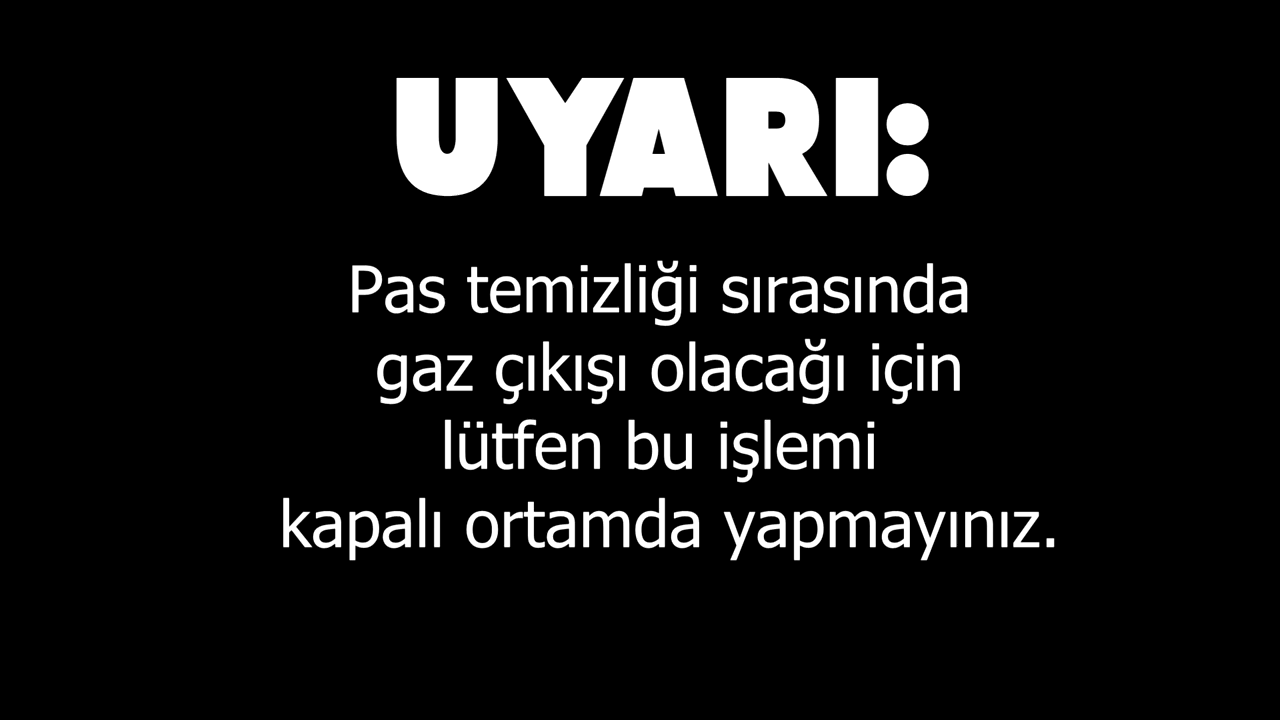 UYARI:
Pas temizliği sırasında
gaz çıkışı olacağı için
lütfen bu işlemi
kapalı ortamda yapmayınız.